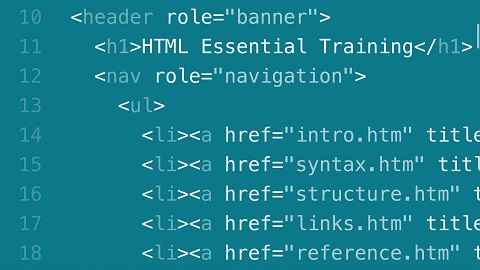 10 <header role="banner">
11 <h1>HTML Essential Training</h1>
12 <nav role="navigation">
13 <ul>
14 <li><a href="intro.htm" title
15 <li><a href="syntax.htm" titl
16 <li><a href="structure.htm" t
17 <li><a href="links.htm" title
18 <li><a href="reference.htm" t